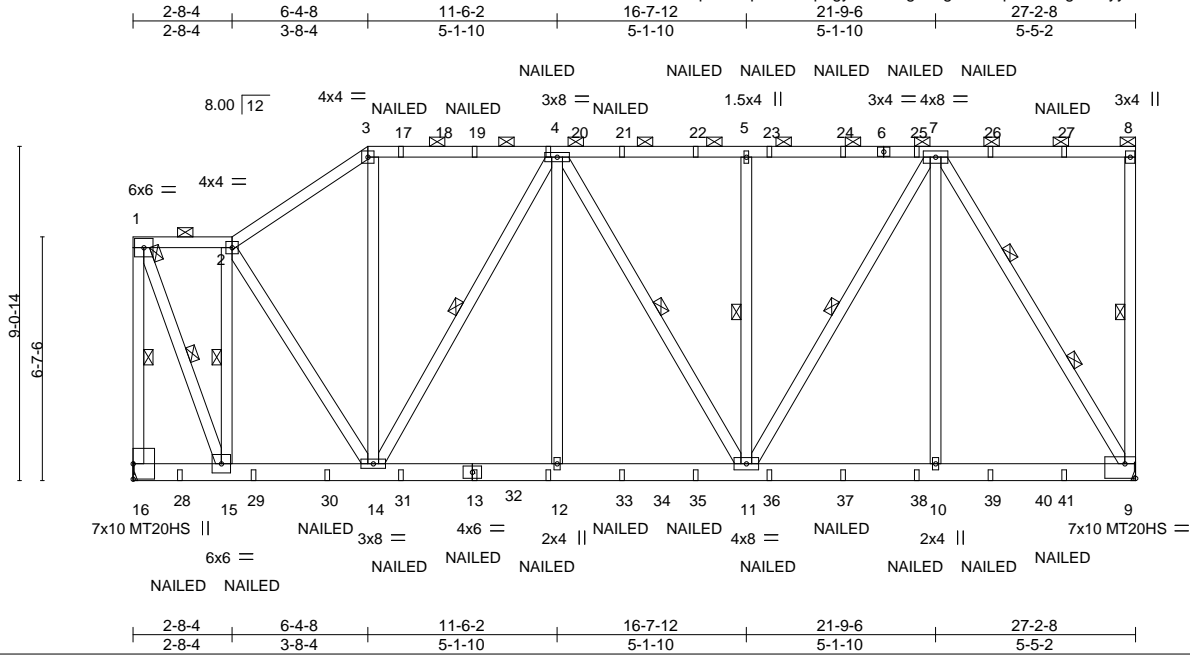 2-8-4 6-4-8 11-6-2 16-7-12 21-9-6 27-2-8
2-8-4 3-8-4 5-1-10 5-1-10 5-1-10 5-5-2
NAILED NAILED NAILED NAILED NAILED NAILED
8.00 12 4x4 = 3x8 = 1.5x4 || 3x4 = 4x8 = 3x4 ||
NAILED NAILED NAILED NAILED
3 17 18 19 4 20 21 22 5 23 24 6 25 7 26 27 8
6x6 = 4x4 =
1
2
9-0-14
6-7-6
16 28 15 29 30 14 31 13 32 12 33 34 35 11 36 37 38 10 39 40 41 9
7x10 MT20HS || NAILED 3x8 = 4x6 = 2x4 || NAILED NAILED 4x8 = NAILED 2x4 || 7x10 MT20HS =
6x6 = NAILED NAILED NAILED NAILED NAILED NAILED
NAILED NAILED
2-8-4 6-4-8 11-6-2 16-7-12 21-9-6 27-2-8
2-8-4 3-8-4 5-1-10 5-1-10 5-1-10 5-5-2